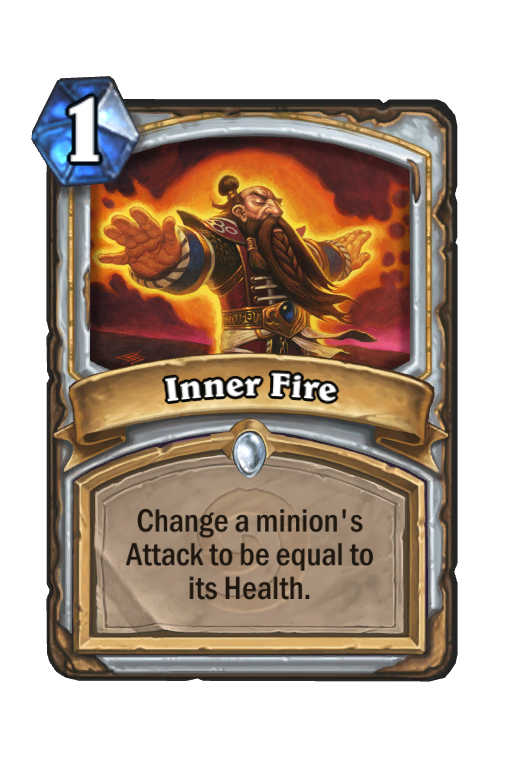 1
Inner Fire
Change a minion's
Attack to be equal to
its Health.